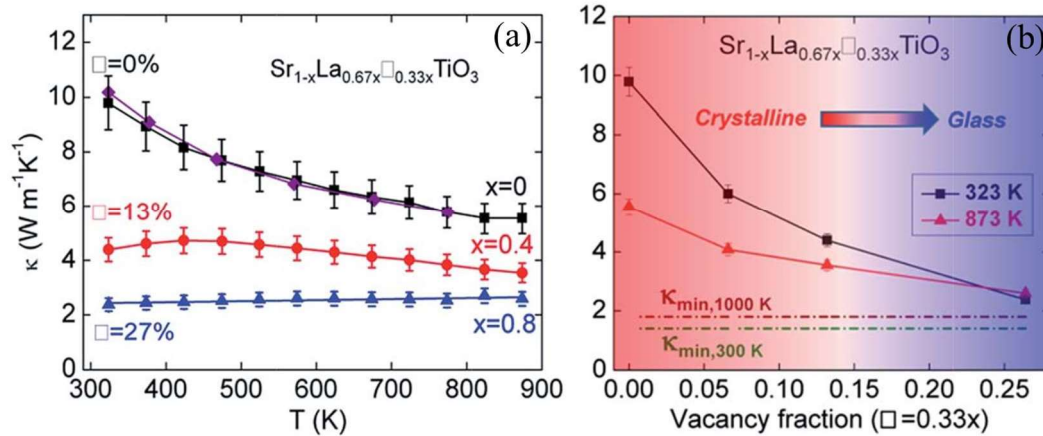 (a)
□=0%
Sr1-xLa0.67x□0.33xTiO3
x=0
□=13%
x=0.4
□=27%
x=0.8
κ (W m-1K-1)
12
10
8
6
4
2
0
300 400 500 600 700 800 900
T (K)
(b)
Sr1-xLa0.67x□0.33xTiO3
Crystalline
Glass
323 K
873 K
κmin,1000 K
κmin,300 K
12
10
8
6
4
2
0
0.00 0.05 0.10 0.15 0.20 0.25
Vacancy fraction (□=0.33x)